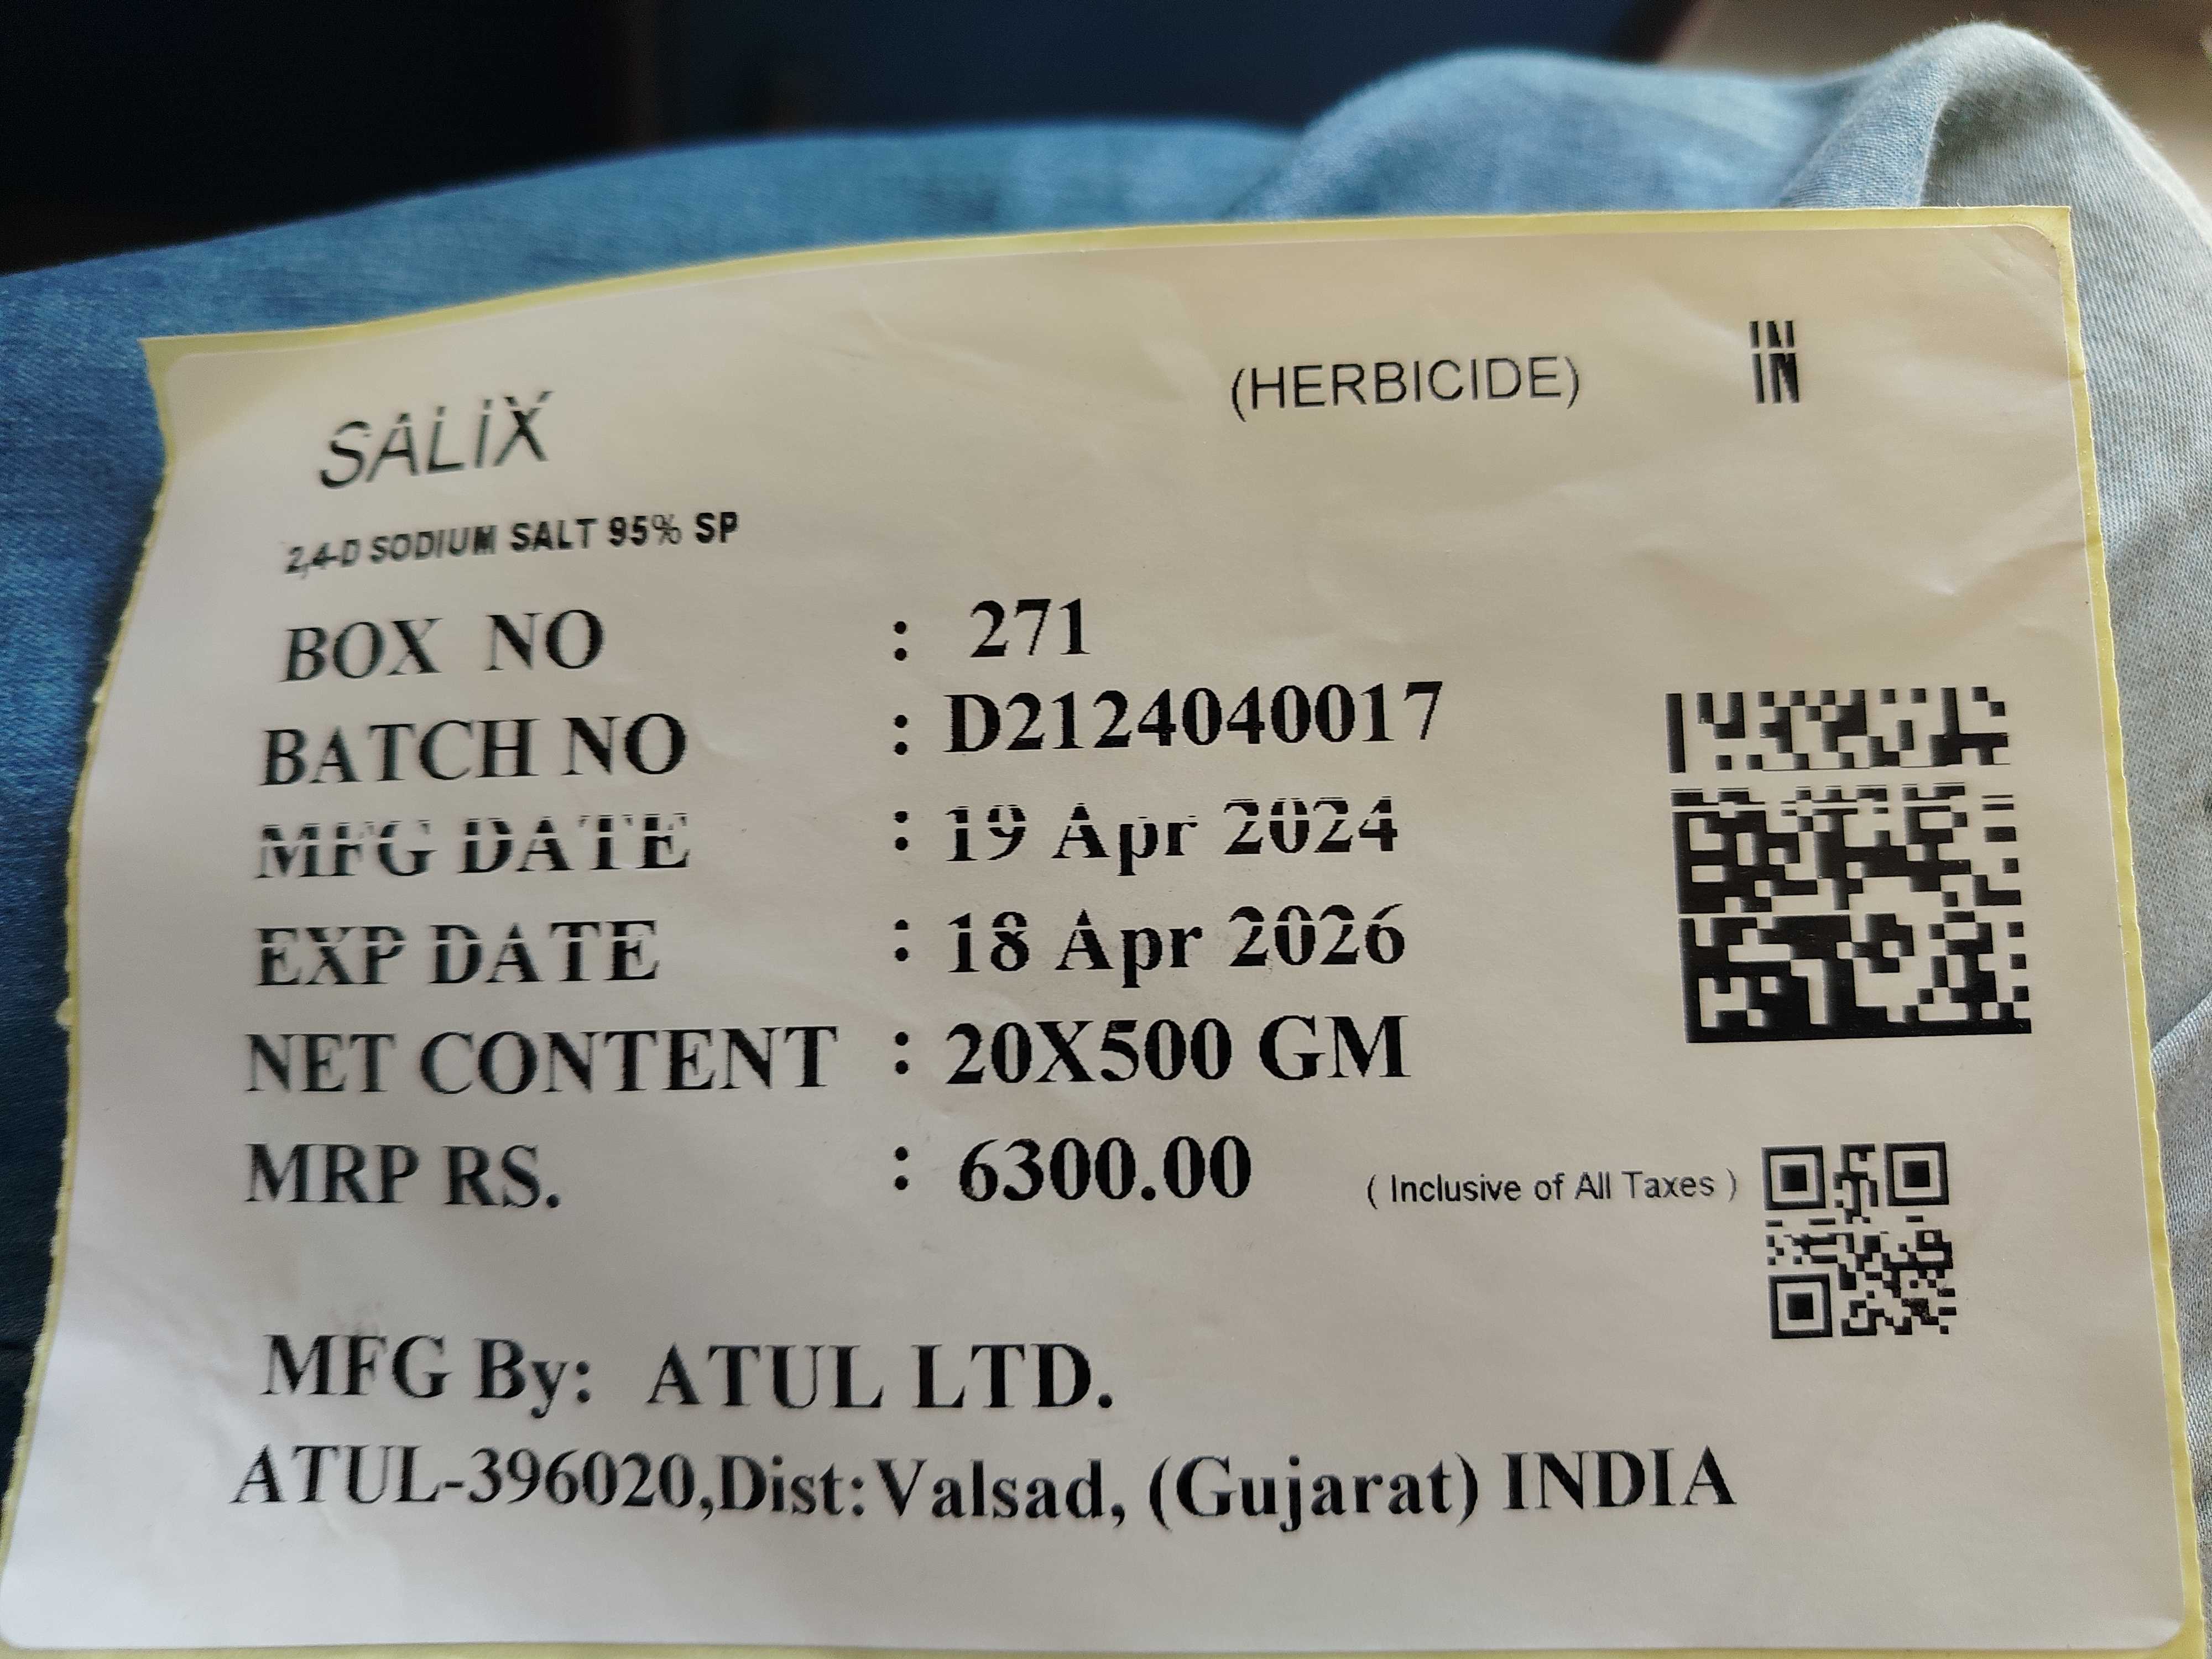 SALIX (HERBICIDE) IN
2,4-D SODIUM SALT 95% SP
BOX NO : 271
BATCH NO : D2124040017
MFG DATE : 19 Apr 2024
EXP DATE : 18 Apr 2026
NET CONTENT : 20X500 GM
MRP RS. : 6300.00 ( Inclusive of All Taxes )
MFG By: ATUL LTD.
ATUL-396020,Dist:Valsad, (Gujarat) INDIA